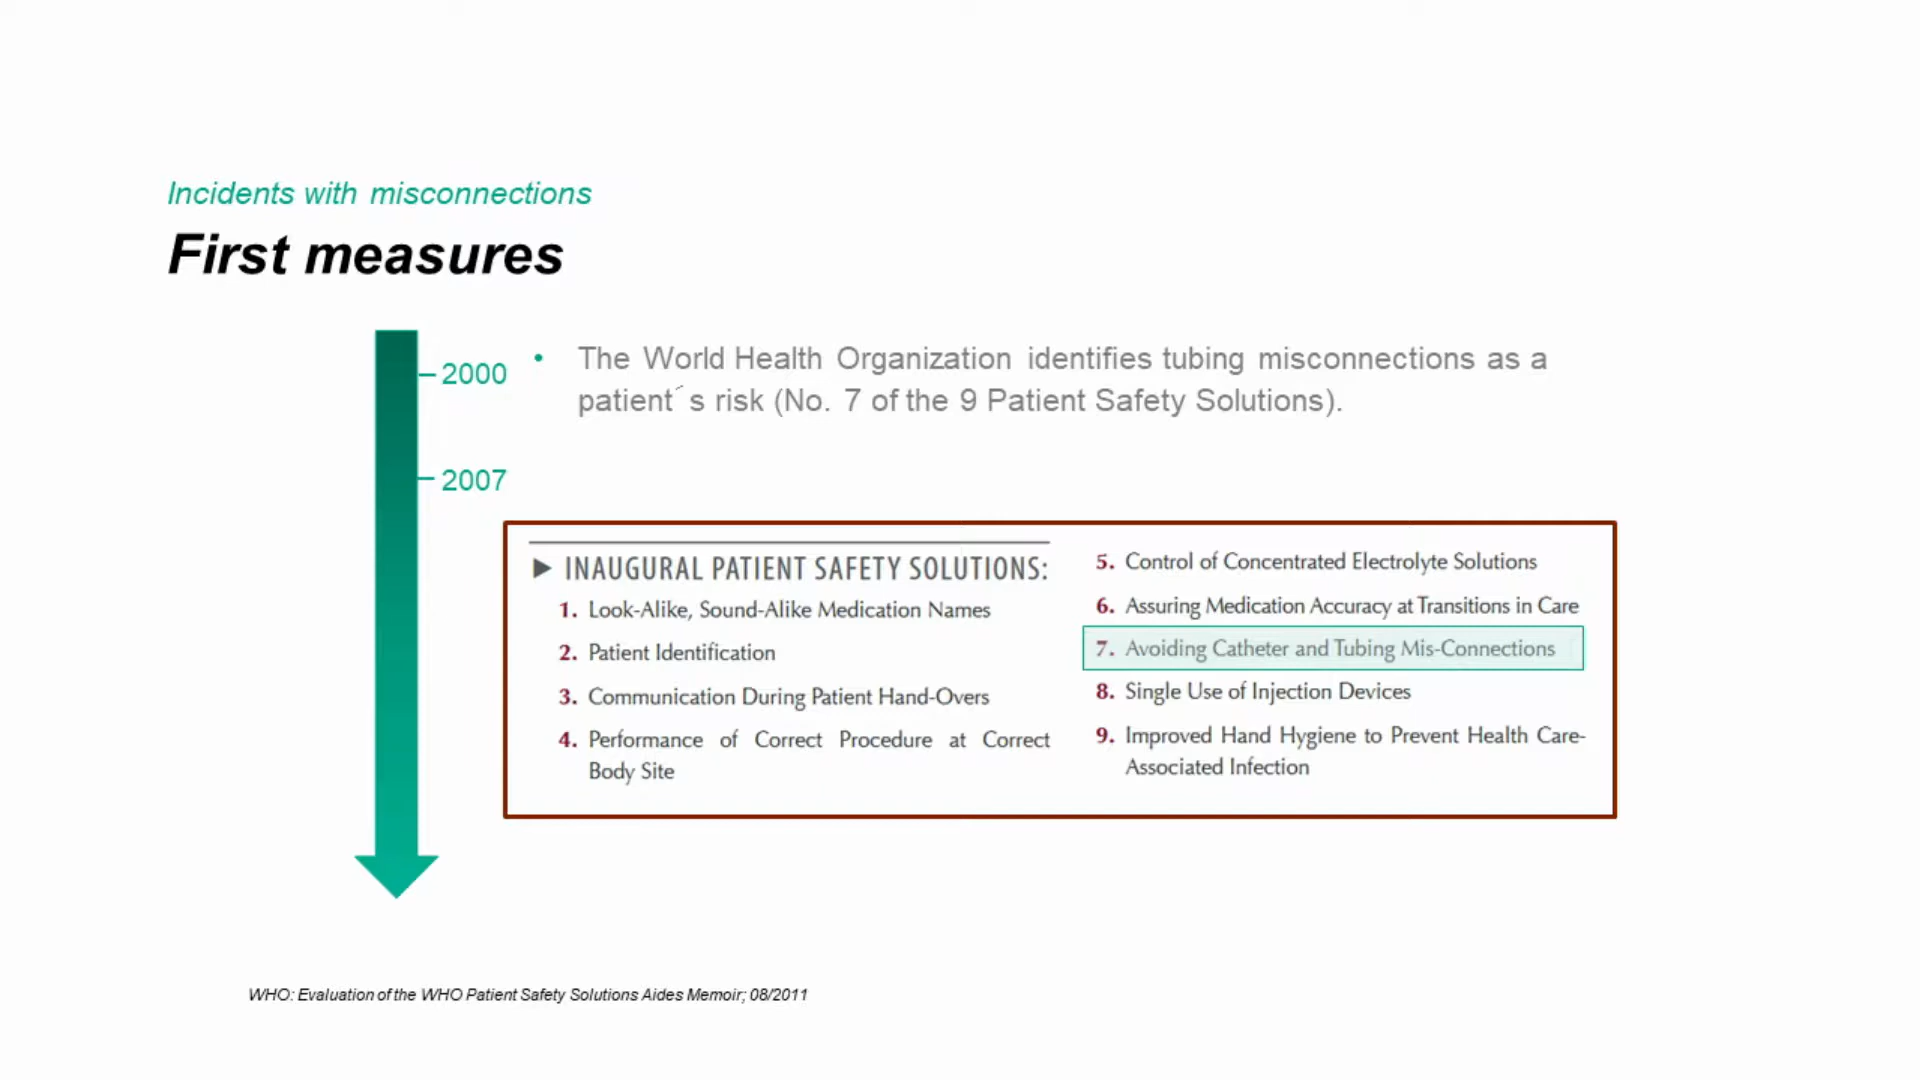 Incidents with misconnections
First measures
2000
• The World Health Organization identifies tubing misconnections as a
patient´s risk (No. 7 of the 9 Patient Safety Solutions).
2007
► INAUGURAL PATIENT SAFETY SOLUTIONS:
1. Look-Alike, Sound-Alike Medication Names
2. Patient Identification
3. Communication During Patient Hand-Overs
4. Performance of Correct Procedure at Correct
Body Site
5. Control of Concentrated Electrolyte Solutions
6. Assuring Medication Accuracy at Transitions in Care
7. Avoiding Catheter and Tubing Mis-Connections
8. Single Use of Injection Devices
9. Improved Hand Hygiene to Prevent Health Care-
Associated Infection
WHO: Evaluation of the WHO Patient Safety Solutions Aides Memoir; 08/2011